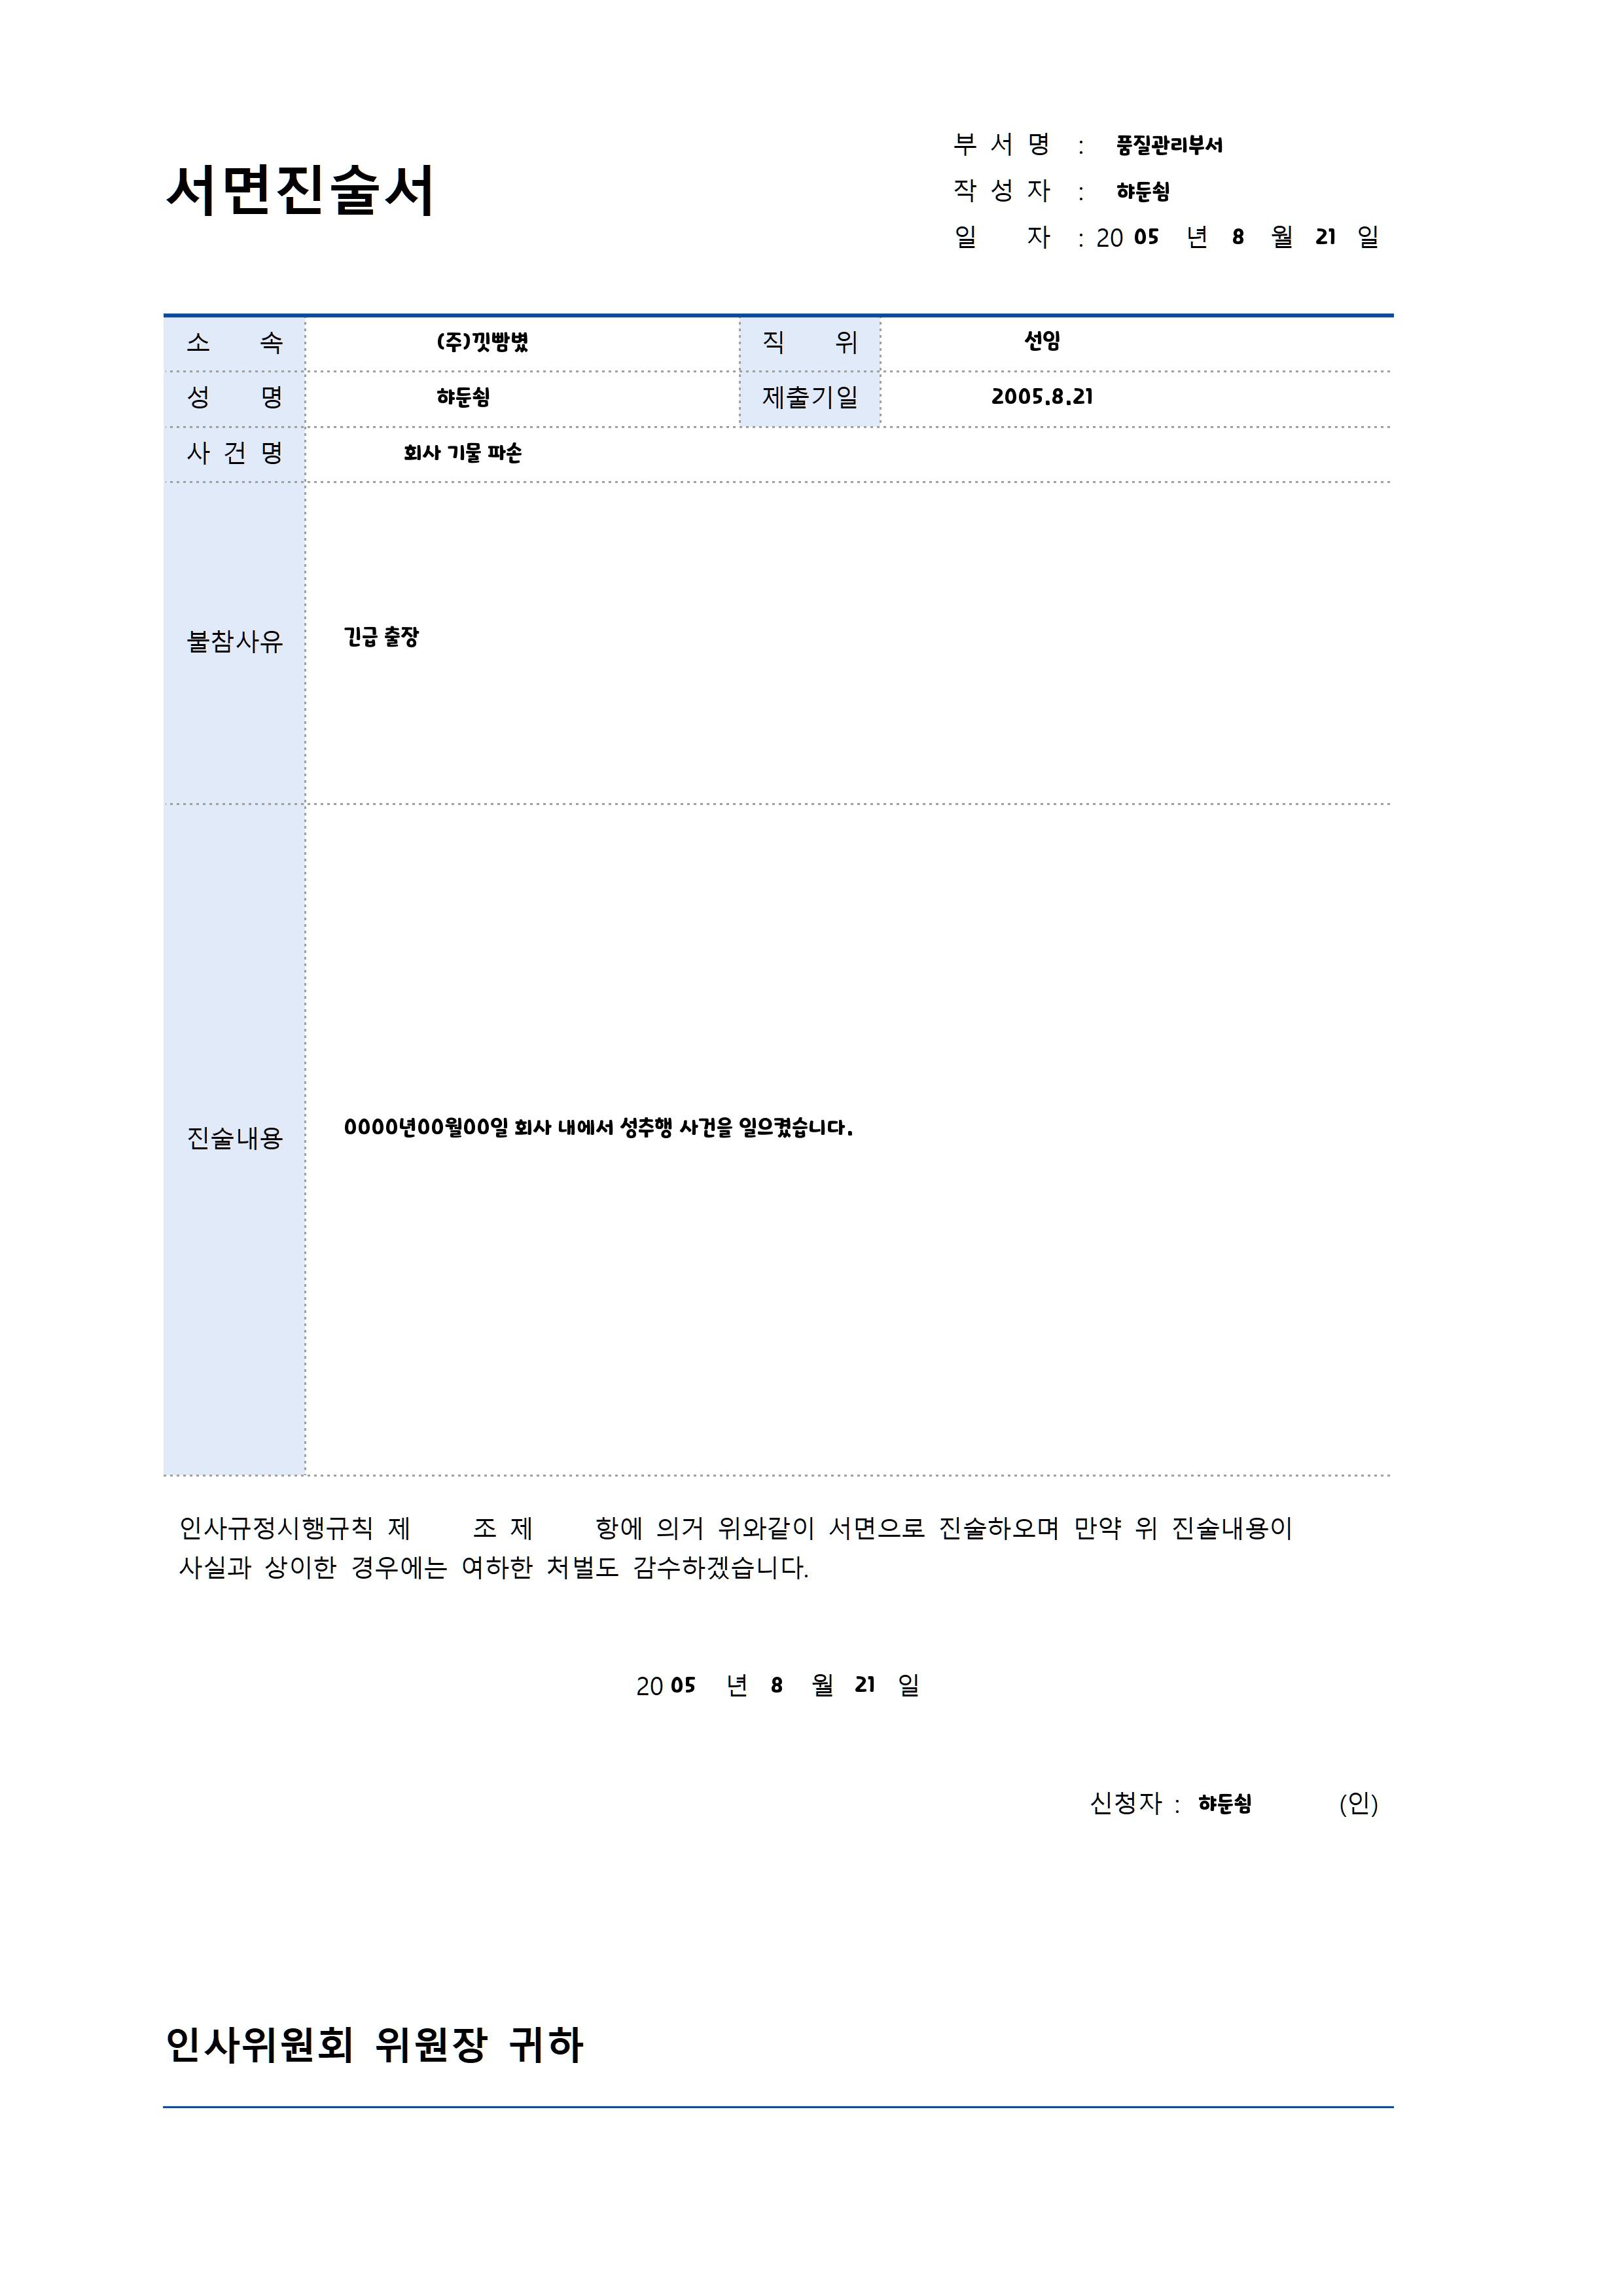 서면진술서
부 서 명 : 품질관리부서
작 성 자 : 햐둔쇰
일 자 : 20 05 년 8 월 21 일
소 속 (주)낏빰볐 직 위 선임
성 명 햐둔쇰 제출기일 2005.8.21
사 건 명 회사 기물 파손
불참사유 긴급 출장
진술내용 0000년00월00일 회사 내에서 성추행 사건을 일으켰습니다.
인사규정시행규칙 제 조 제 항에 의거 위와같이 서면으로 진술하오며 만약 위 진술내용이
사실과 상이한 경우에는 여하한 처벌도 감수하겠습니다.
20 05 년 8 월 21 일
신청자 : 햐둔쇰 (인)
인사위원회 위원장 귀하